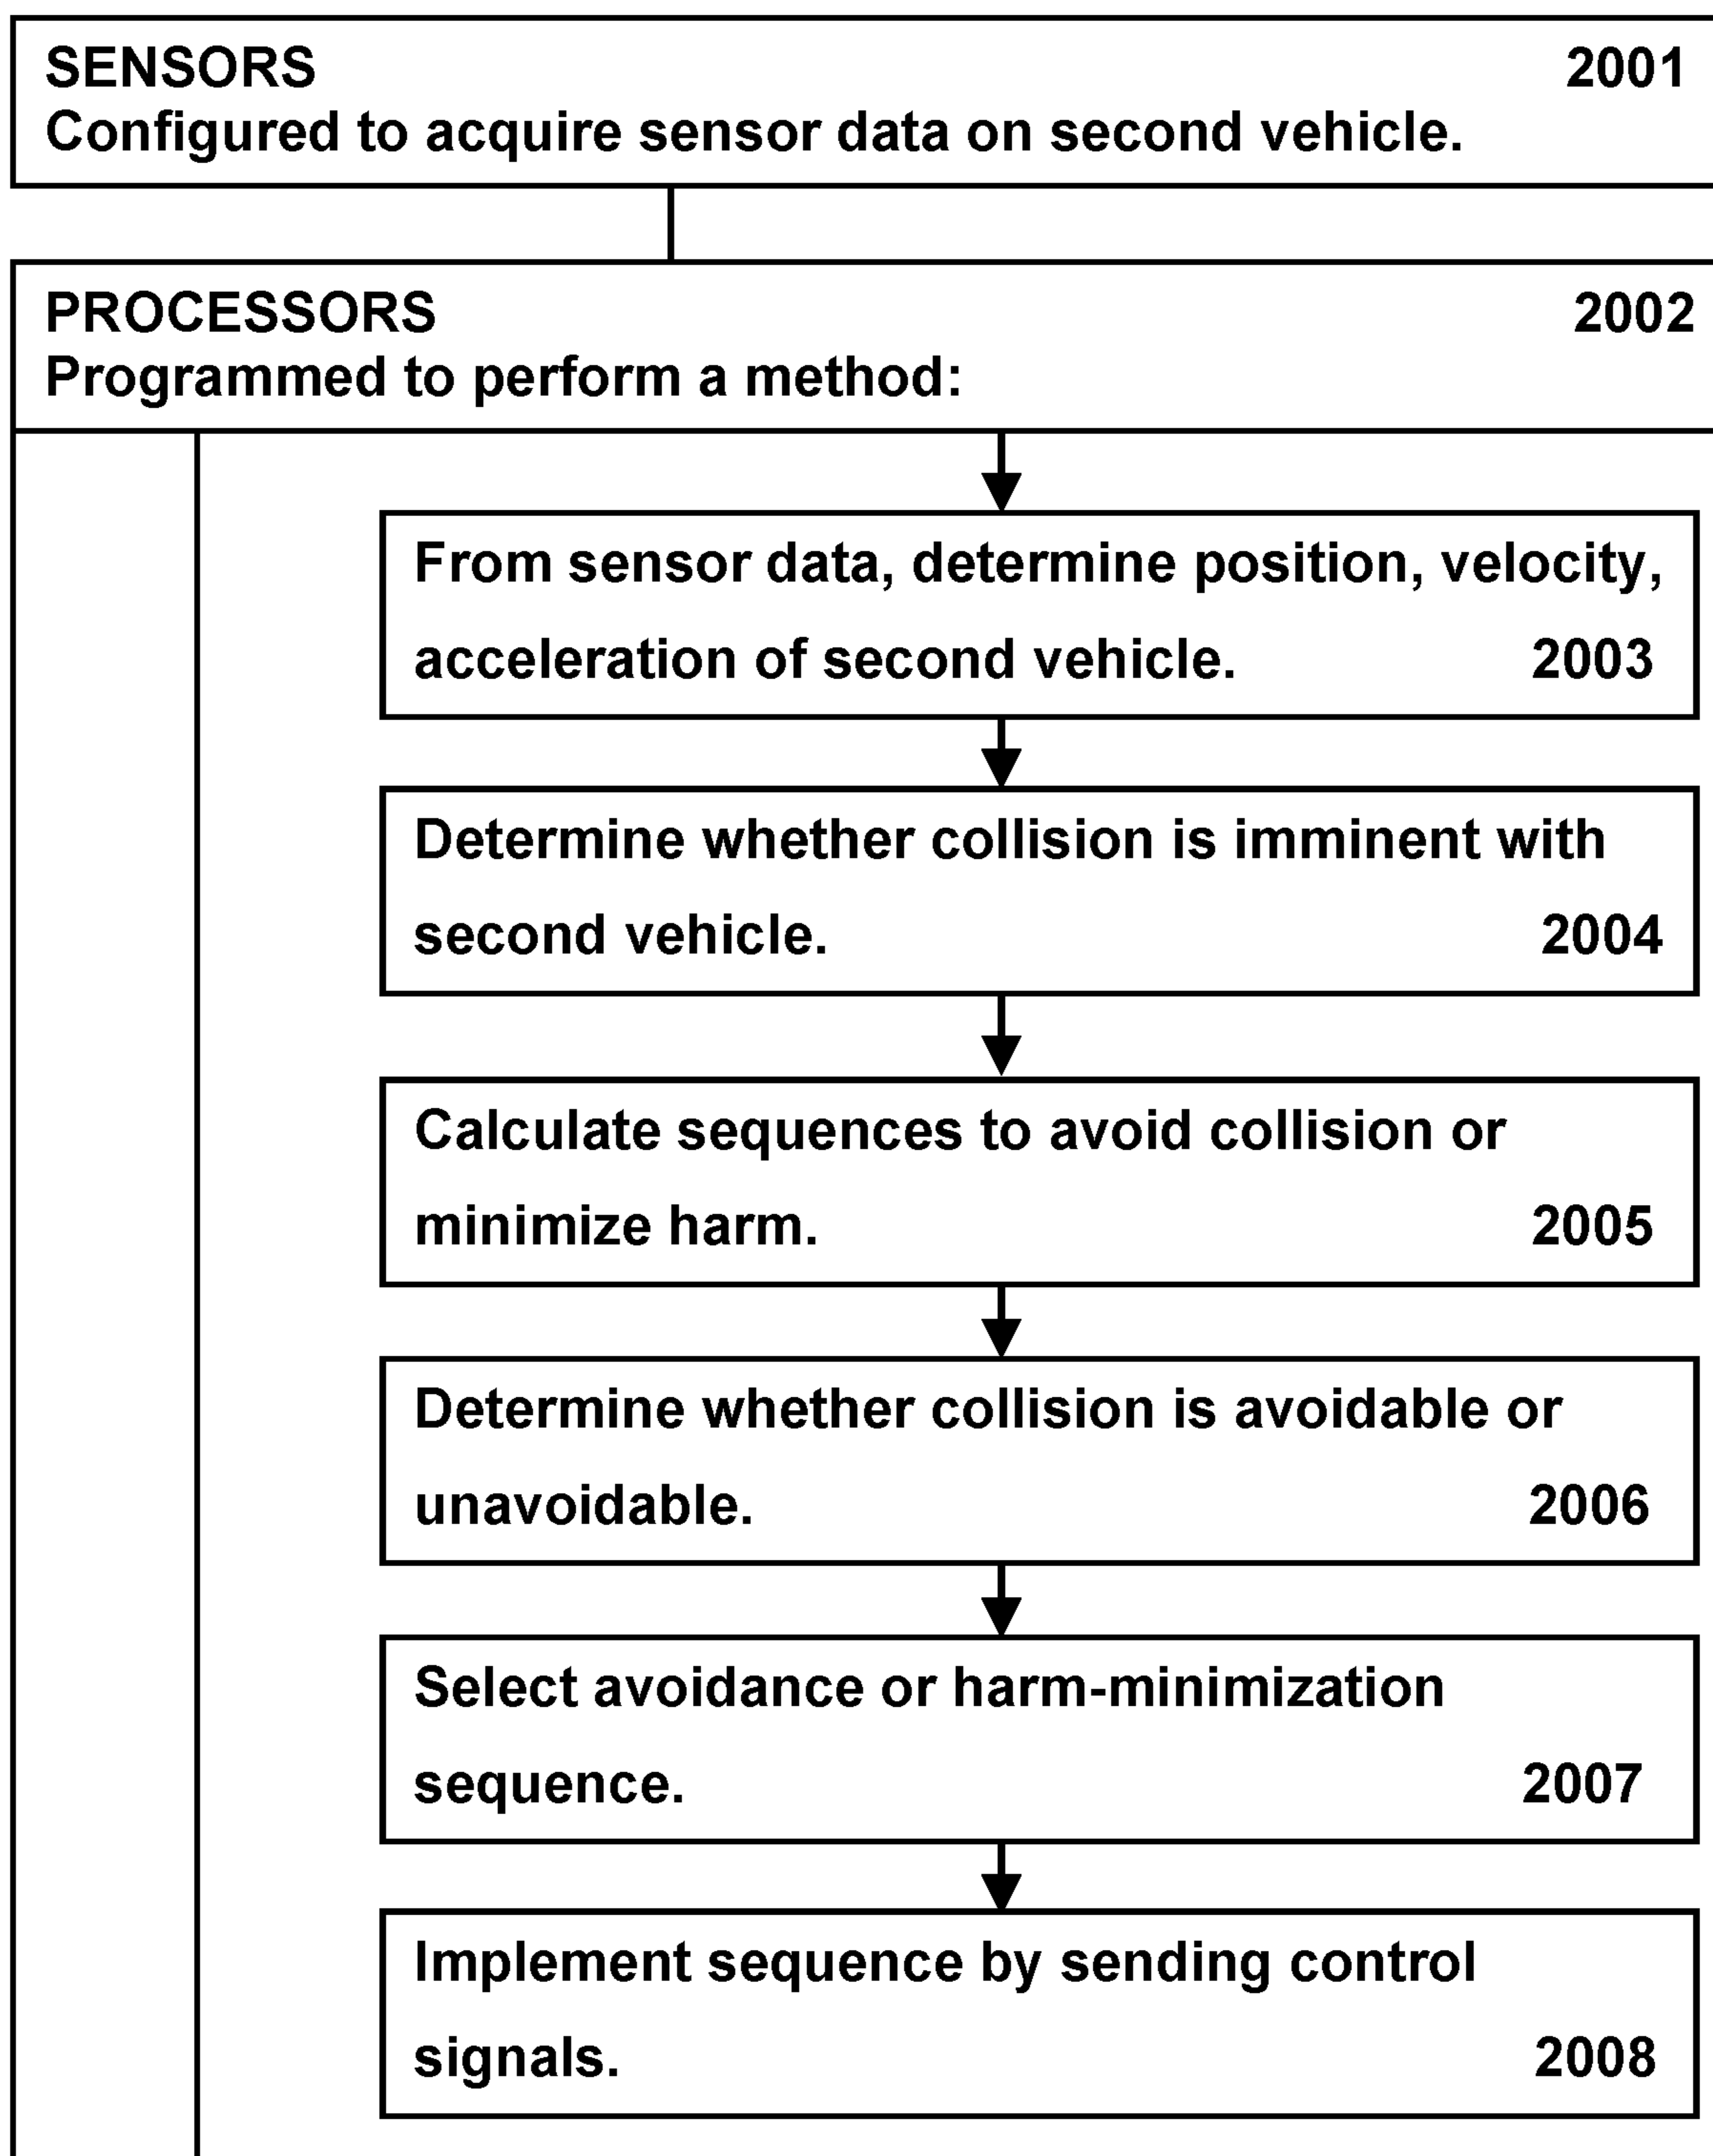 SENSORS 2001
Configured to acquire sensor data on second vehicle.
PROCESSORS 2002
Programmed to perform a method:
From sensor data, determine position, velocity,
acceleration of second vehicle. 2003
Determine whether collision is imminent with
second vehicle. 2004
Calculate sequences to avoid collision or
minimize harm. 2005
Determine whether collision is avoidable or
unavoidable. 2006
Select avoidance or harm-minimization
sequence. 2007
Implement sequence by sending control
signals. 2008